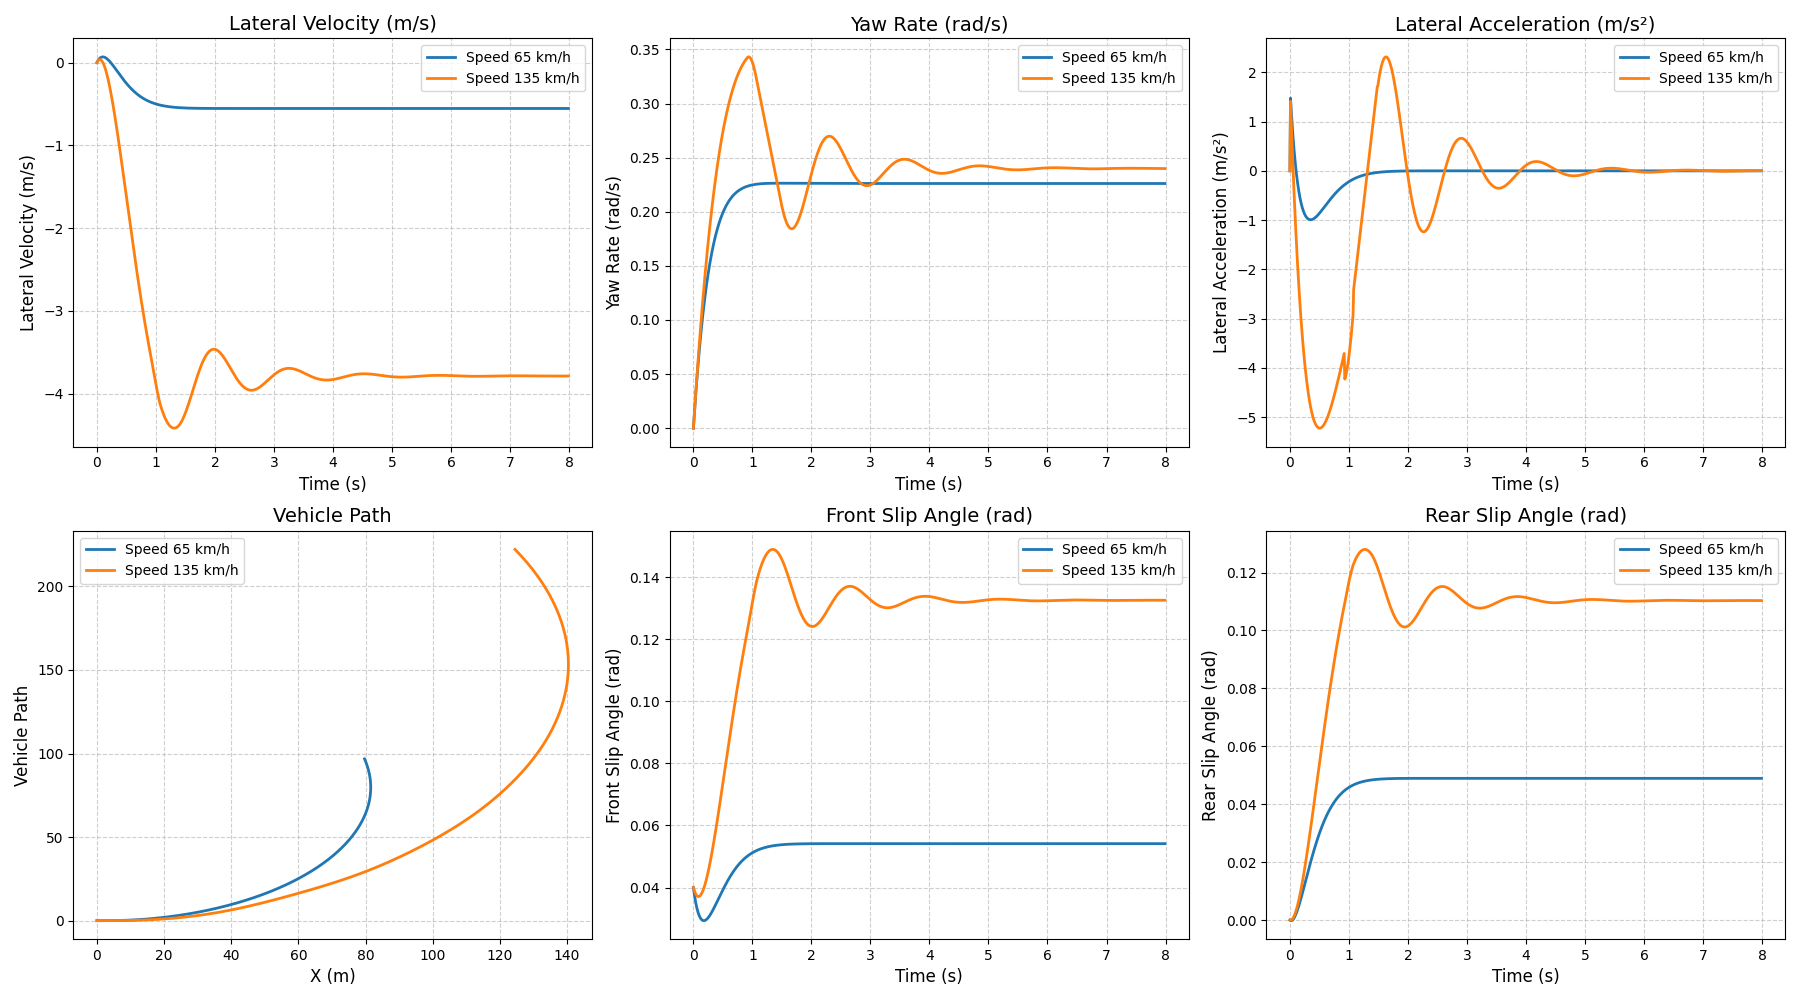 Lateral Velocity (m/s)
Lateral Velocity (m/s)
0
−1
−2
−3
−4
Speed 65 km/h
Speed 135 km/h
0 1 2 3 4 5 6 7 8
Time (s)
Yaw Rate (rad/s)
Yaw Rate (rad/s)
0.35
0.30
0.25
0.20
0.15
0.10
0.05
0.00
Speed 65 km/h
Speed 135 km/h
0 1 2 3 4 5 6 7 8
Time (s)
Lateral Acceleration (m/s²)
Lateral Acceleration (m/s²)
2
1
0
−1
−2
−3
−4
−5
Speed 65 km/h
Speed 135 km/h
0 1 2 3 4 5 6 7 8
Time (s)
Vehicle Path
Vehicle Path
200
150
100
50
0
Speed 65 km/h
Speed 135 km/h
0 20 40 60 80 100 120 140
X (m)
Front Slip Angle (rad)
Front Slip Angle (rad)
0.14
0.12
0.10
0.08
0.06
0.04
Speed 65 km/h
Speed 135 km/h
0 1 2 3 4 5 6 7 8
Time (s)
Rear Slip Angle (rad)
Rear Slip Angle (rad)
0.12
0.10
0.08
0.06
0.04
0.02
0.00
Speed 65 km/h
Speed 135 km/h
0 1 2 3 4 5 6 7 8
Time (s)